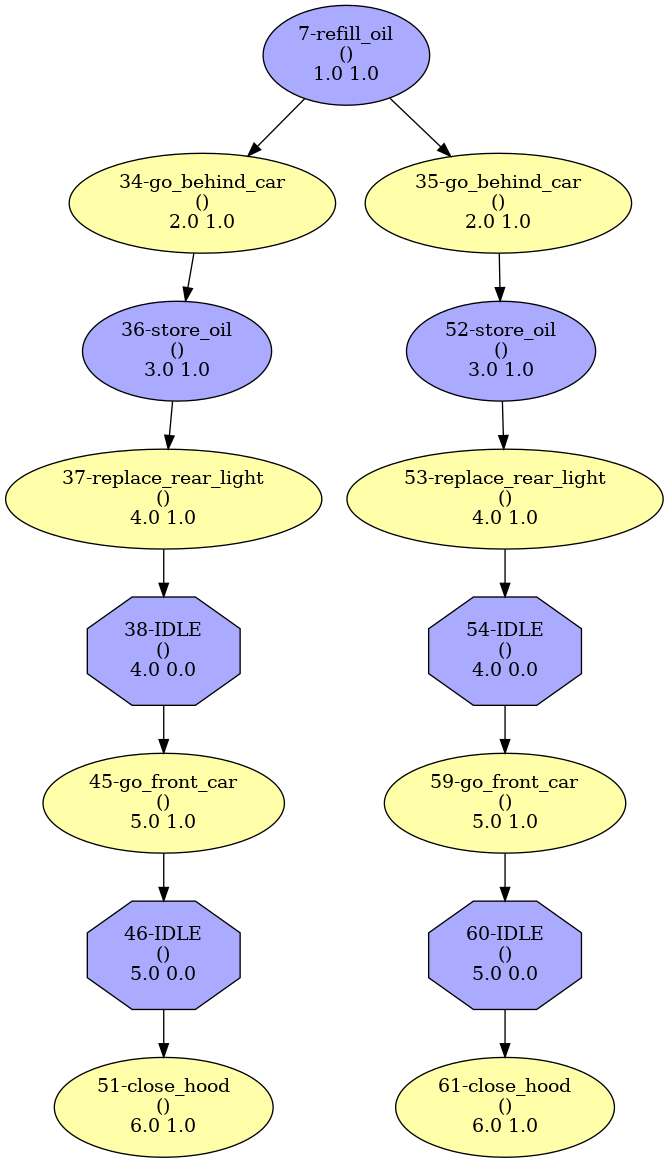 7-refill_oil
()
1.0 1.0
34-go_behind_car
()
2.0 1.0
35-go_behind_car
()
2.0 1.0
36-store_oil
()
3.0 1.0
52-store_oil
()
3.0 1.0
37-replace_rear_light
()
4.0 1.0
53-replace_rear_light
()
4.0 1.0
38-IDLE
()
4.0 0.0
54-IDLE
()
4.0 0.0
45-go_front_car
()
5.0 1.0
59-go_front_car
()
5.0 1.0
46-IDLE
()
5.0 0.0
60-IDLE
()
5.0 0.0
51-close_hood
()
6.0 1.0
61-close_hood
()
6.0 1.0